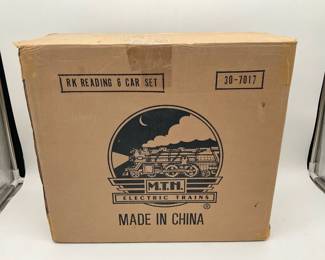 RK READING 6 CAR SET
30-7017
M.T.H.
ELECTRIC TRAINS
®
MADE IN CHINA